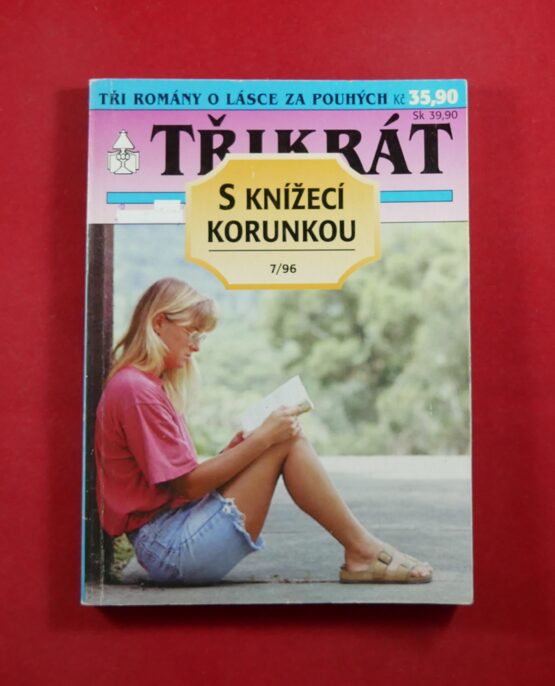 TŘI ROMÁNY O LÁSCE ZA POUHÝCH Kč 35,90
Sk 39,90
TŘIKRÁT
S KNÍŽECÍ
KORUNKOU
7/96